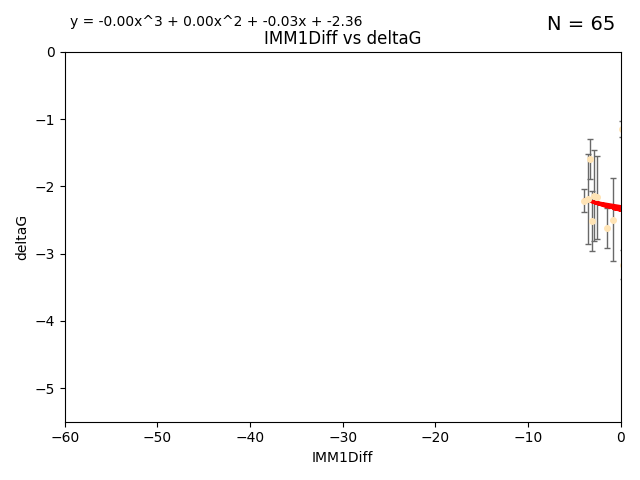 y = -0.00x^3 + 0.00x^2 + -0.03x + -2.36
N = 65
IMM1Diff vs deltaG
0
−1
−2
−3
−4
−5
deltaG
−60 −50 −40 −30 −20 −10 0
IMM1Diff